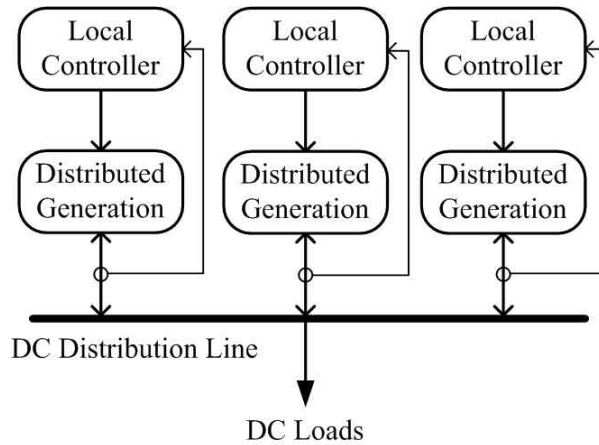 Local
Controller
Local
Controller
Local
Controller
Distributed
Generation
Distributed
Generation
Distributed
Generation
DC Distribution Line
DC Loads